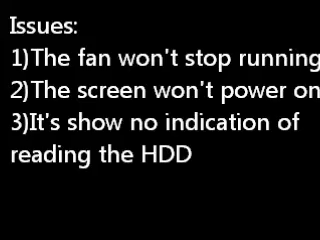 Issues:
1)The fan won't stop running
2)The screen won't power on
3)It's show no indication of
reading the HDD